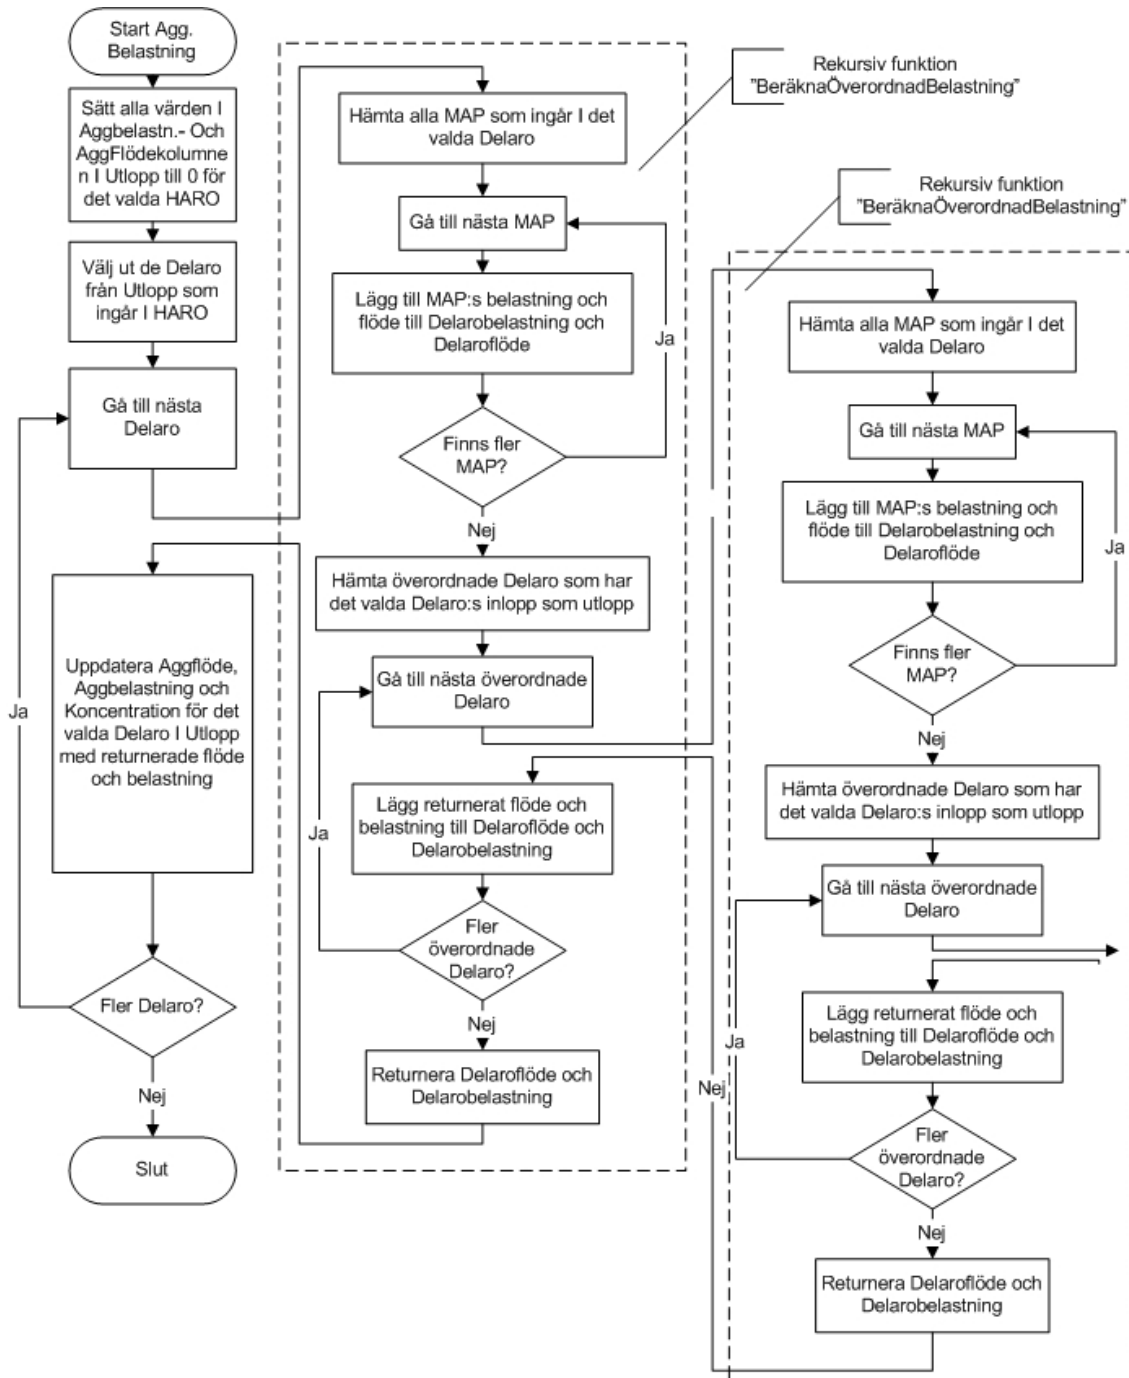 Start Agg.
Belastning
Sätt alla värden I
Aggbelastn.- Och
AggFlödekolumne
n I Utlopp till 0 för
det valda HARO
Välj ut de Delaro
från Utlopp som
ingår I HARO
Gå till nästa
Delaro
Uppdatera Aggflöde,
Aggbelastning och
Koncentration för det
valda Delaro I Utlopp
med returnerade flöde
och belastning
Ja
Fler Delaro?
Nej
Slut
Rekursiv funktion
"BeräknaÖverordnadBelastning"
Hämta alla MAP som ingår I det
valda Delaro
Gå till nästa MAP
Lägg till MAP:s belastning och
flöde till Delarobelastning och
Delaroflöde
Ja
Finns fler
MAP?
Nej
Hämta överordnade Delaro som har
det valda Delaro:s inlopp som utlopp
Gå till nästa överordnade
Delaro
Lägg returnerat flöde och
belastning till Delaroflöde och
Delarobelastning
Ja
Fler
överordnade
Delaro?
Nej
Returnera Delaroflöde och
Delarobelastning
Rekursiv funktion
"BeräknaÖverordnadBelastning"
Hämta alla MAP som ingår I det
valda Delaro
Gå till nästa MAP
Lägg till MAP:s belastning och
flöde till Delarobelastning och
Delaroflöde
Ja
Finns fler
MAP?
Nej
Hämta överordnade Delaro som har
det valda Delaro:s inlopp som utlopp
Gå till nästa överordnade
Delaro
Lägg returnerat flöde och
belastning till Delaroflöde och
Delarobelastning
Ja
Nej
Fler
överordnade
Delaro?
Nej
Returnera Delaroflöde och
Delarobelastning